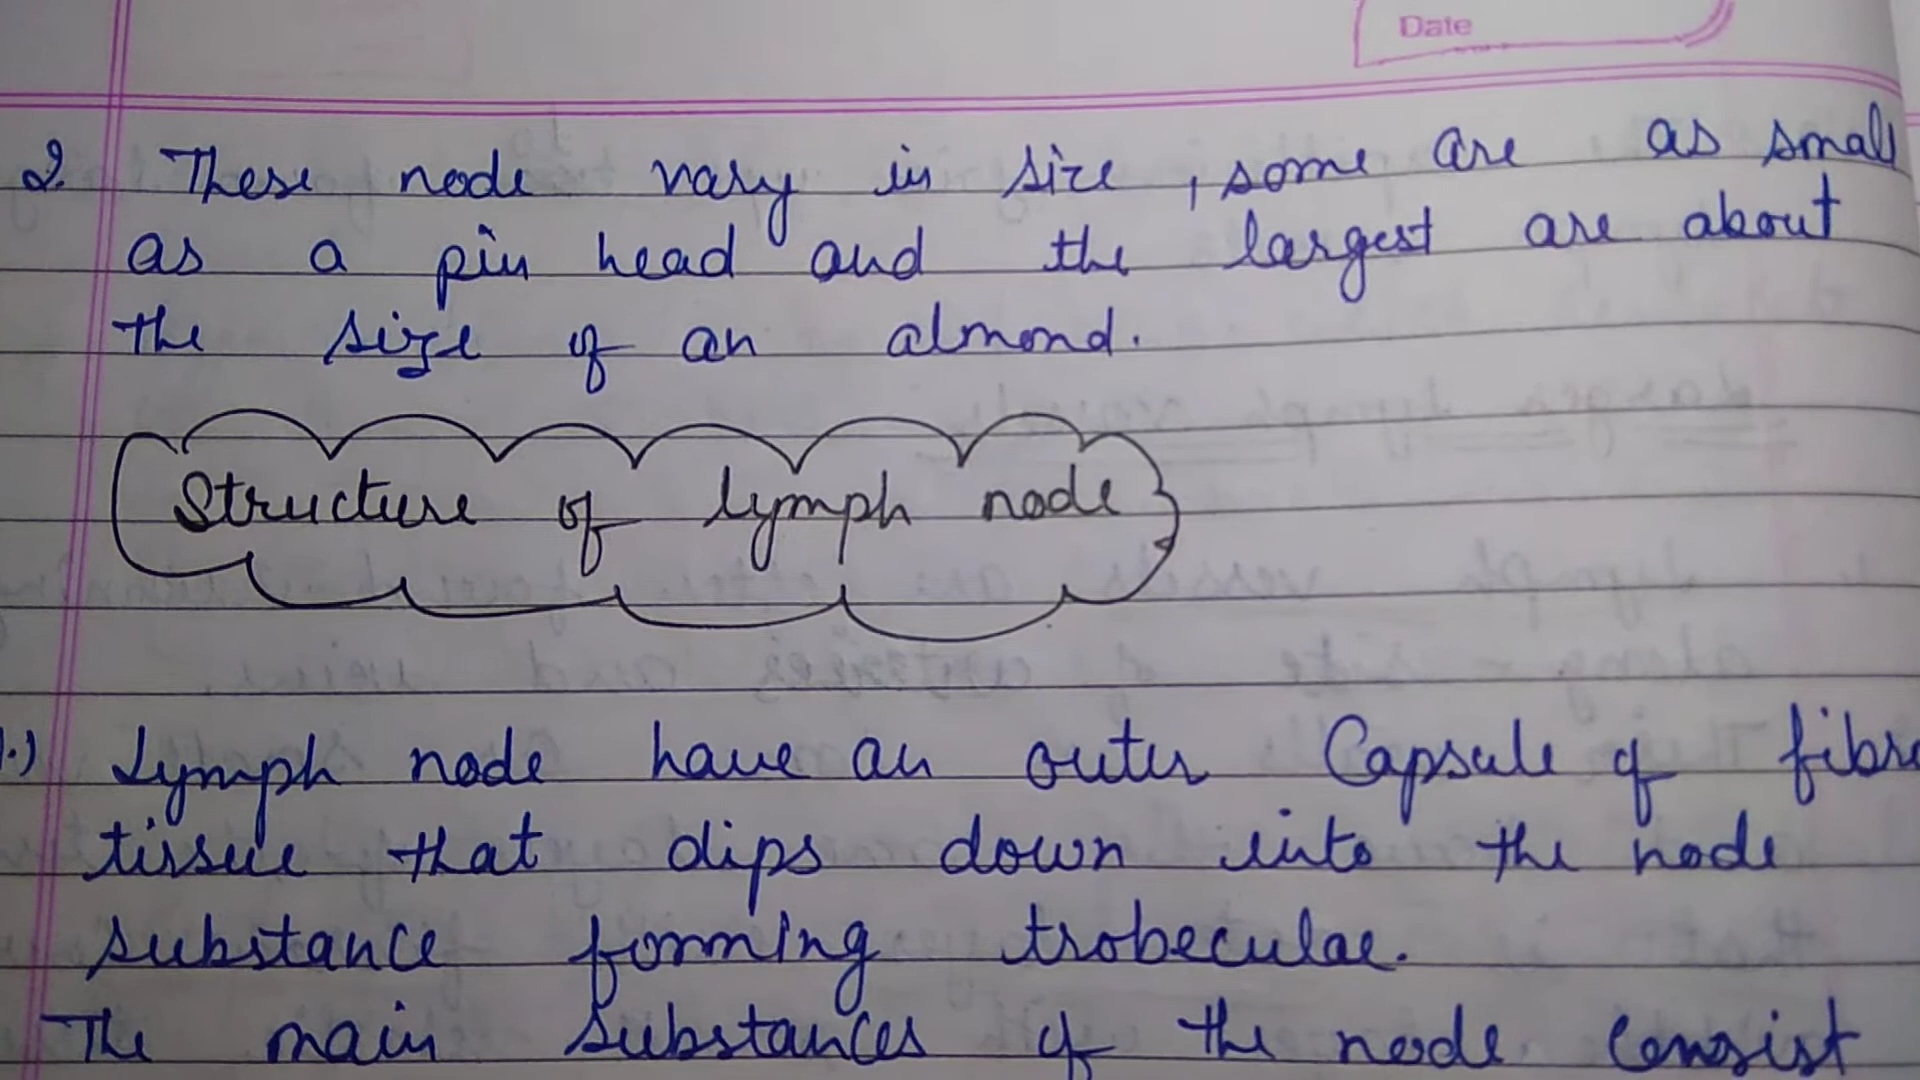 Date
2. These node vary in size, some are as small
as a pin head and the largest are about
the size of an almond.
Structure of lymph node
1.) Lymph node have an outer Capsule of fibro
tissue that dips down into the node
substance forming trobeculae.
The main substances of the node consist